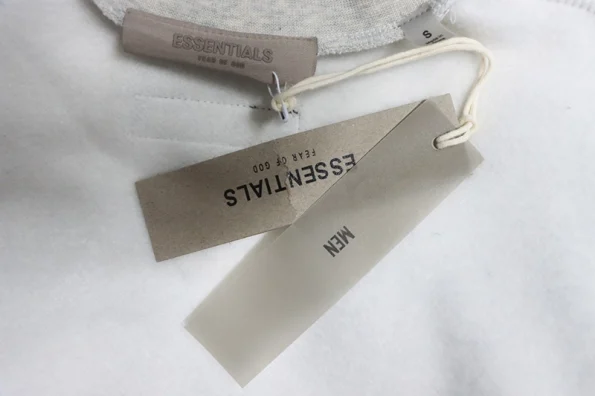 ESSENTIALS
FEAR OF GOD
S
ESSENTIALS
FEAR OF GOD
MEN